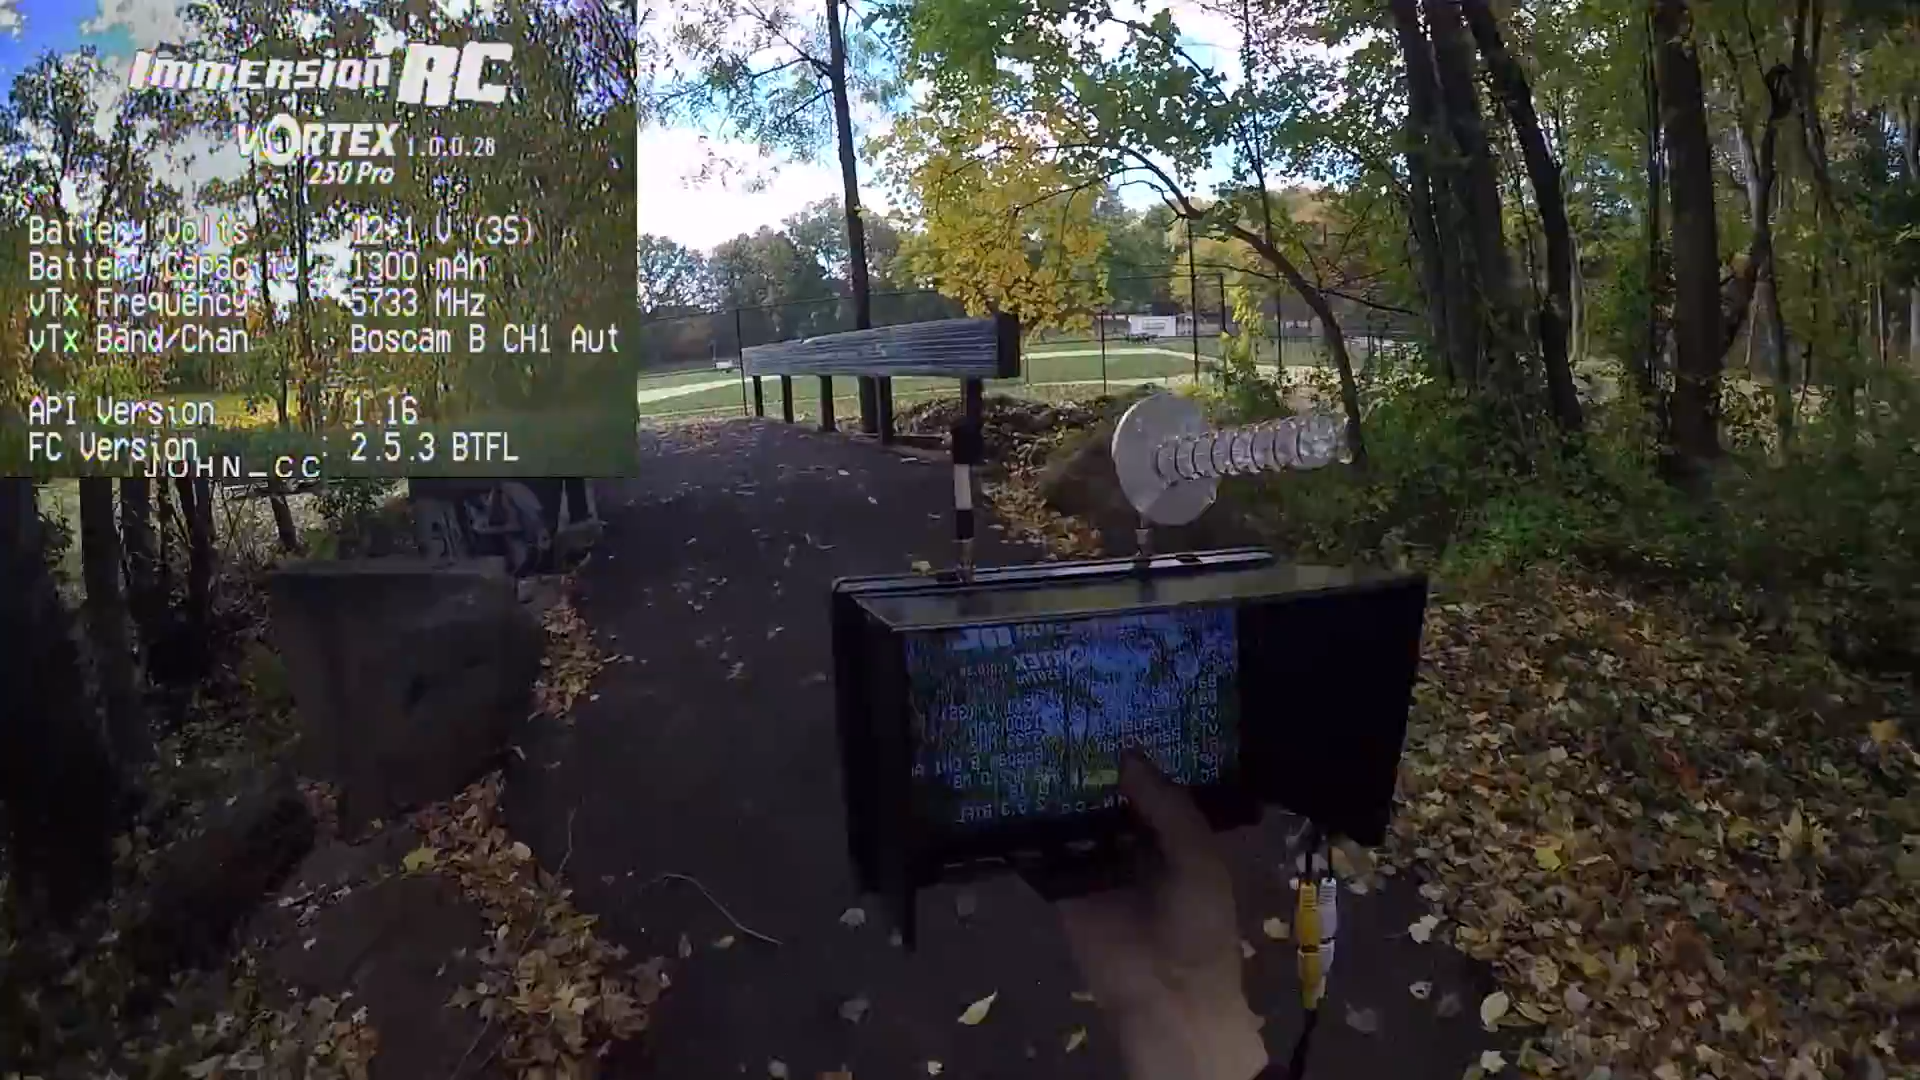 ImmersionRC
VORTEX 1.0.0.28
250 Pro
Battery Volts : 12.1 V (3S)
Battery Capacity : 1300 mAh
vTx Frequency : 5733 MHz
vTx Band/Chan : Boscam B CH1 Aut
API Version : 1.16
FC Version : 2.5.3 BTFL
JOHN_CC